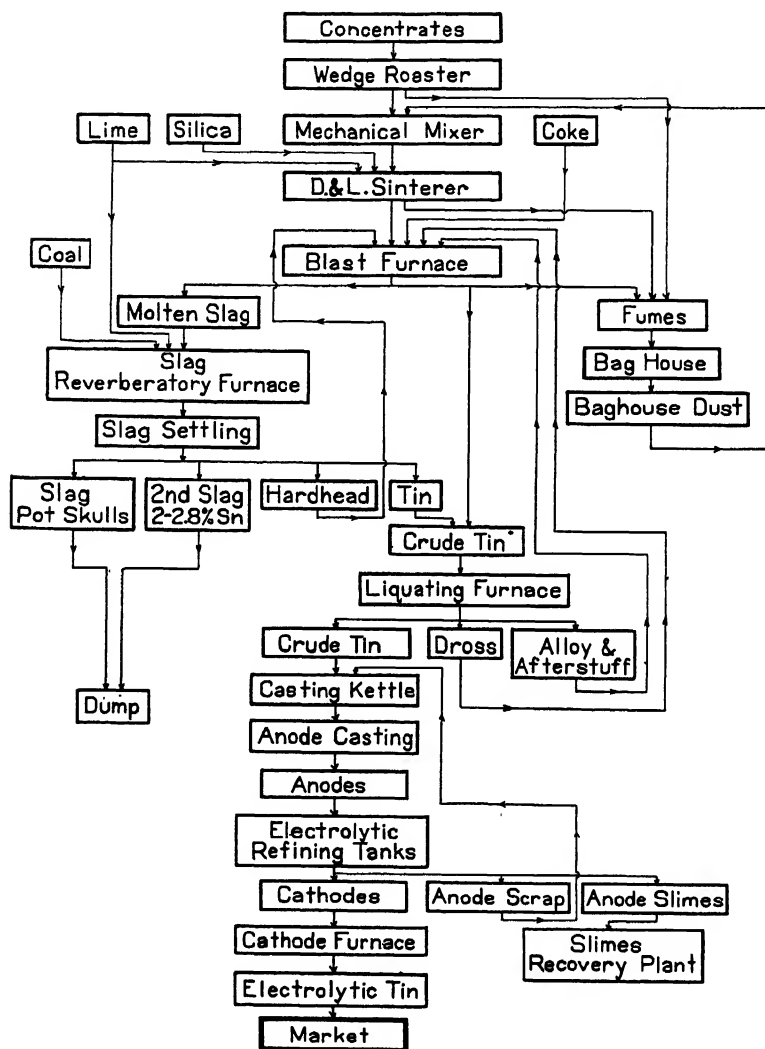 Concentrates
Wedge Roaster
Lime
Silica
Mechanical Mixer
Coke
D.& L. Sinterer
Coal
Blast Furnace
Molten Slag
Fumes
Slag
Reverberatory Furnace
Bag House
Baghouse Dust
Slag Settling
Slag
Pot Skulls
2nd Slag
2-2.8% Sn
Hardhead
Tin
Crude Tin
Liquating Furnace
Crude Tin
Dross
Alloy &
Afterstuff
Casting Kettle
Dump
Anode Casting
Anodes
Electrolytic
Refining Tanks
Cathodes
Anode Scrap
Anode Slimes
Cathode Furnace
Slimes
Recovery Plant
Electrolytic Tin
Market